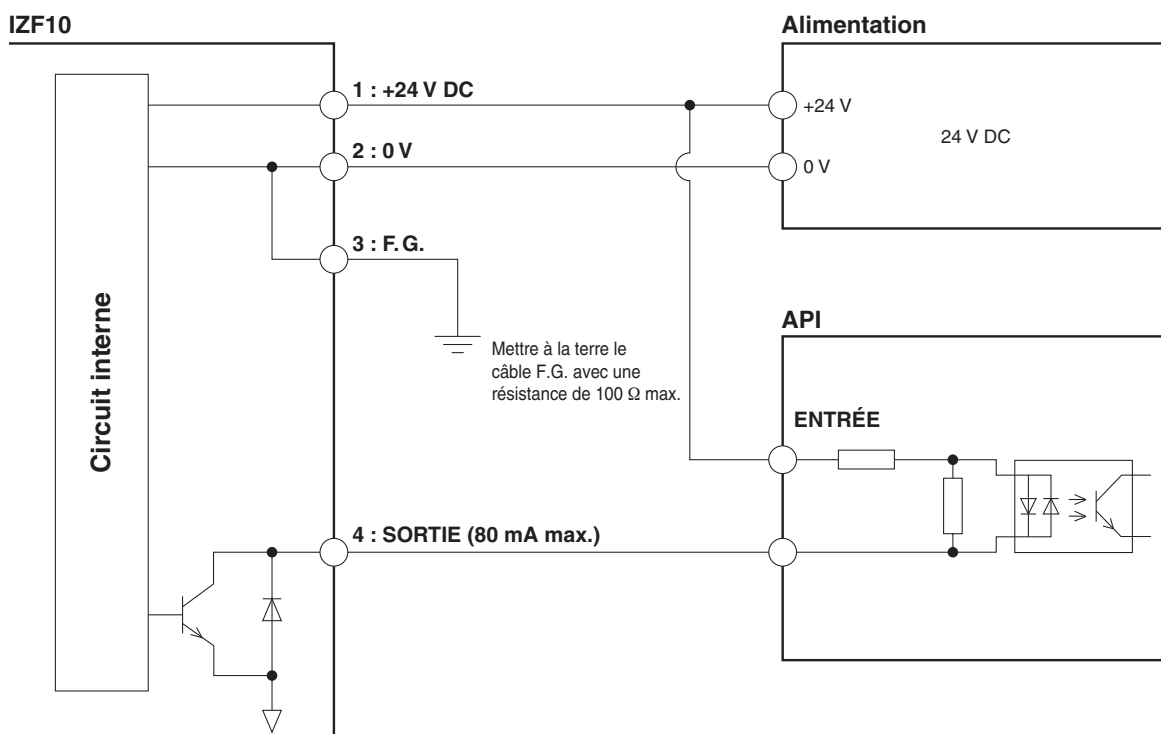 IZF10
Alimentation
1 : +24 V DC
+24 V
24 V DC
2 : 0 V
0 V
3 : F. G.
Circuit interne
Mettre à la terre le
câble F.G. avec une
résistance de 100 Ω max.
API
ENTRÉE
4 : SORTIE (80 mA max.)